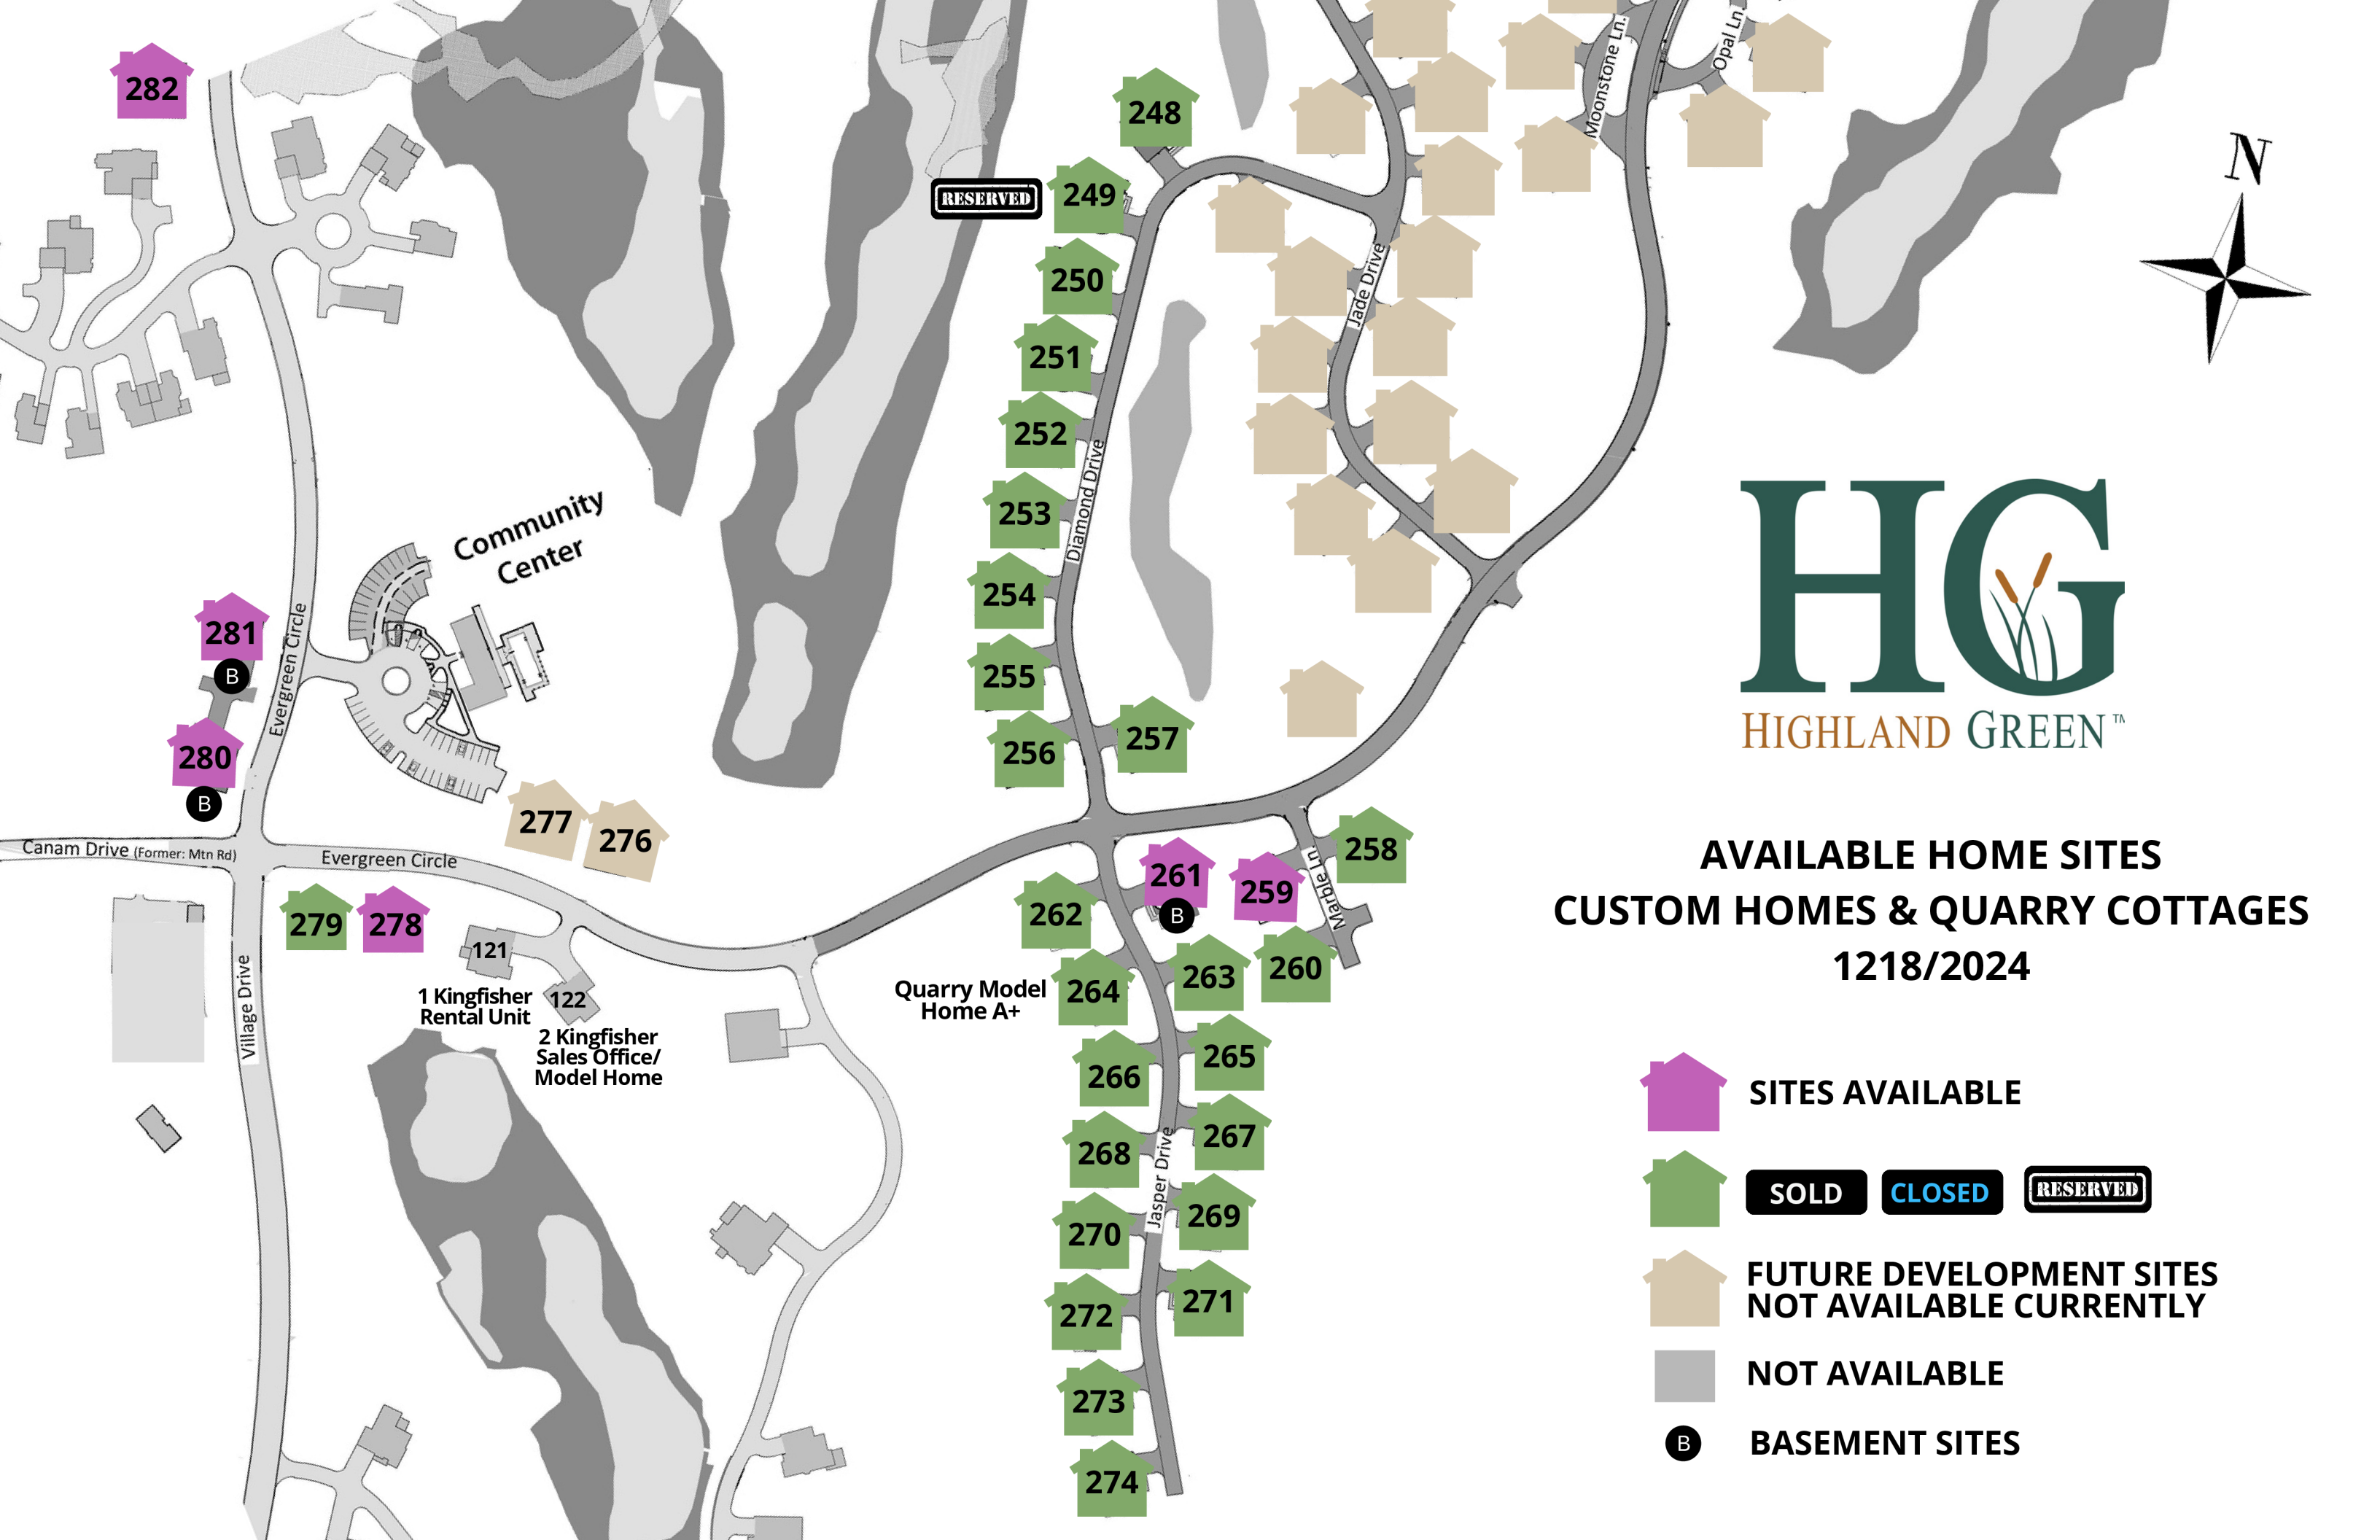 282
248
RESERVED
249
250
251
252
253
254
255
256
257
Moonstone Ln.
Opal Ln.
Jade Drive
Diamond Drive
N
Community
Center
281
B
280
B
Evergreen Circle
277
276
Canam Drive (Former: Mtn Rd)
Evergreen Circle
279
278
121
1 Kingfisher
Rental Unit
122
2 Kingfisher
Sales Office/
Model Home
Village Drive
258
261
B
259
Marble Ln.
260
262
263
Quarry Model
Home A+
264
265
266
267
268
Jasper Drive
269
270
271
272
273
274
HG
HIGHLAND GREEN™
AVAILABLE HOME SITES
CUSTOM HOMES & QUARRY COTTAGES
1218/2024
SITES AVAILABLE
SOLD CLOSED RESERVED
FUTURE DEVELOPMENT SITES
NOT AVAILABLE CURRENTLY
NOT AVAILABLE
B BASEMENT SITES